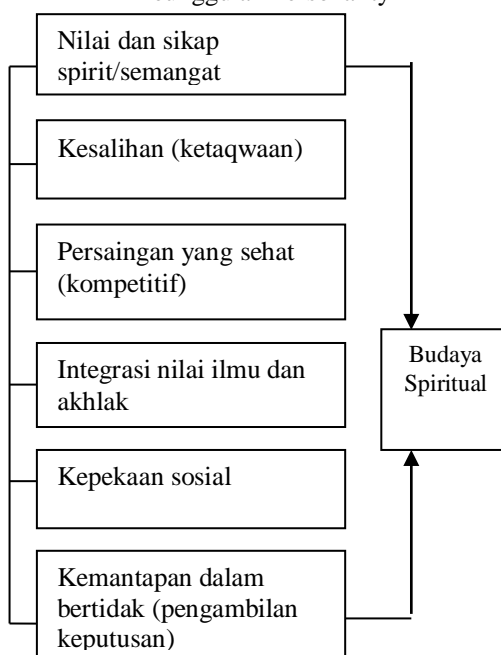 Nilai dan sikap
spirit/semangat
Kesalihan (ketaqwaan)
Persaingan yang sehat
(kompetitif)
Integrasi nilai ilmu dan
akhlak
Kepekaan sosial
Kemantapan dalam
bertidak (pengambilan
keputusan)
Budaya
Spiritual